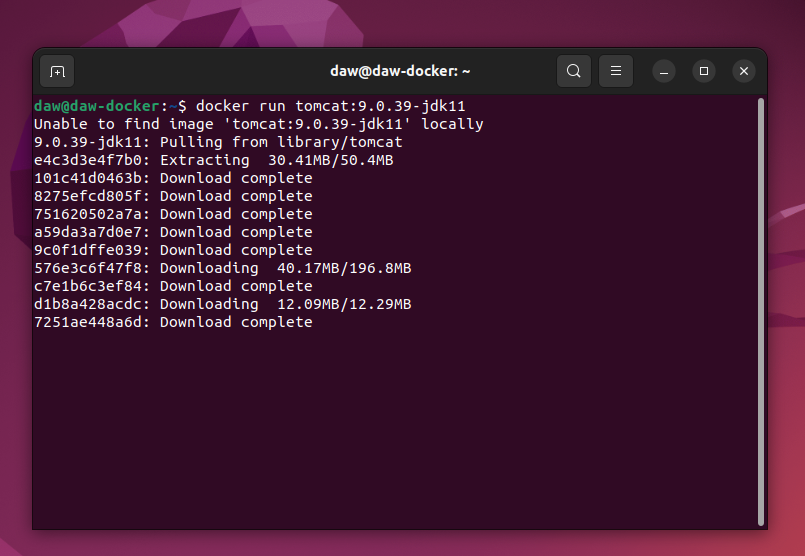 daw@daw-docker: ~
daw@daw-docker:~$ docker run tomcat:9.0.39-jdk11
Unable to find image 'tomcat:9.0.39-jdk11' locally
9.0.39-jdk11: Pulling from library/tomcat
e4c3d3e4f7b0: Extracting  30.41MB/50.4MB
101c41d0463b: Download complete
8275efcd805f: Download complete
751620502a7a: Download complete
a59da3a7d0e7: Download complete
9c0f1dffe039: Download complete
576e3c6f47f8: Downloading  40.17MB/196.8MB
c7e1b6c3ef84: Download complete
d1b8a428acdc: Downloading  12.09MB/12.29MB
7251ae448a6d: Download complete